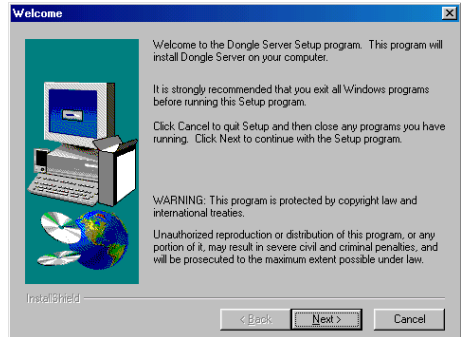 Welcome
Welcome to the Dongle Server Setup program. This program will
install Dongle Server on your computer.
It is strongly recommended that you exit all Windows programs
before running this Setup program.
Click Cancel to quit Setup and then close any programs you have
running. Click Next to continue with the Setup program.
WARNING: This program is protected by copyright law and
international treaties.
Unauthorized reproduction or distribution of this program, or any
portion of it, may result in severe civil and criminal penalties, and
will be prosecuted to the maximum extent possible under law.
InstallShield
< Back Next > Cancel